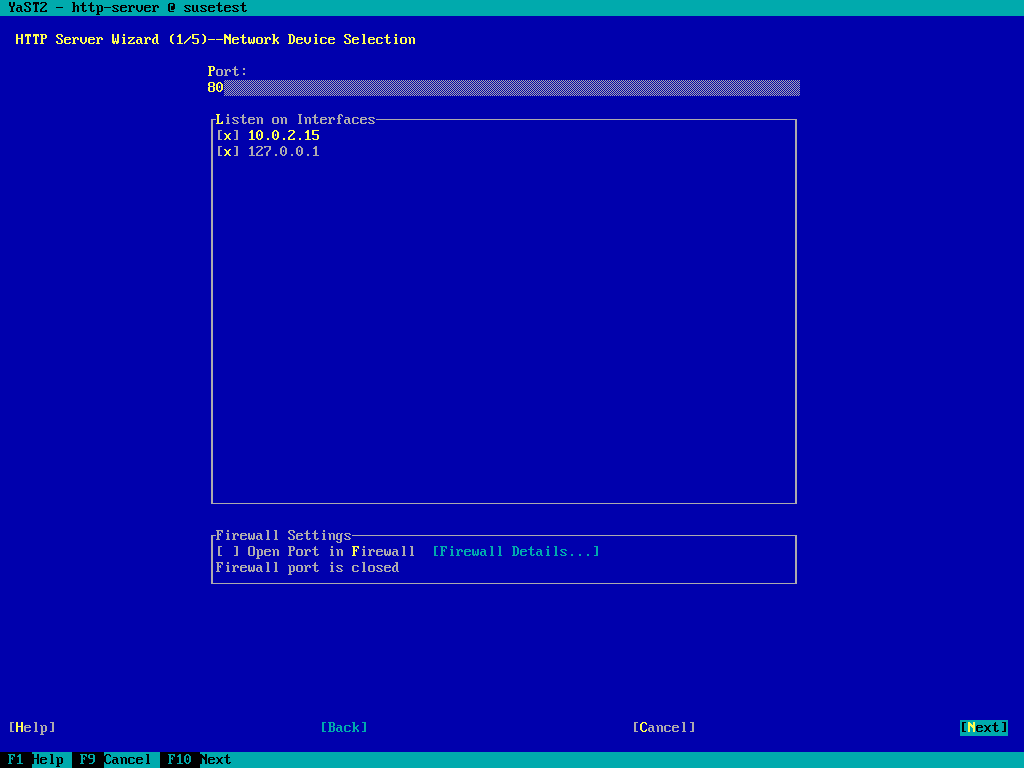 YaST2 - http-server @ susetest
HTTP Server Wizard (1/5)--Network Device Selection
Port:
80
Listen on Interfaces
[x] 10.0.2.15
[x] 127.0.0.1
Firewall Settings
[ ] Open Port in Firewall [Firewall Details...]
Firewall port is closed
[Help] [Back] [Cancel] [Next]
F1 Help F9 Cancel F10 Next